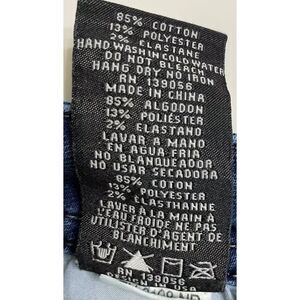 85% COTTON
13% POLYESTER
2% ELASTANE
HAND WASH IN COLD WATER
DO NOT BLEACH
HANG DRY NO IRON
RN 139056
MADE IN CHINA
85% ALGODON
13% POLIÉSTER
2% ELASTANO
LAVAR A MANO
EN AGUA FRIA
NO BLANQUEADOR
NO USAR SECADORA
85% COTON
13% POLYESTER
2% ELASTHANNE
LAVER À LA MAIN À
L'EAU FROIDE NE PAS
UTILISER D'AGENT DE
BLANCHIMENT
RN 139056
DESIGN IN USA